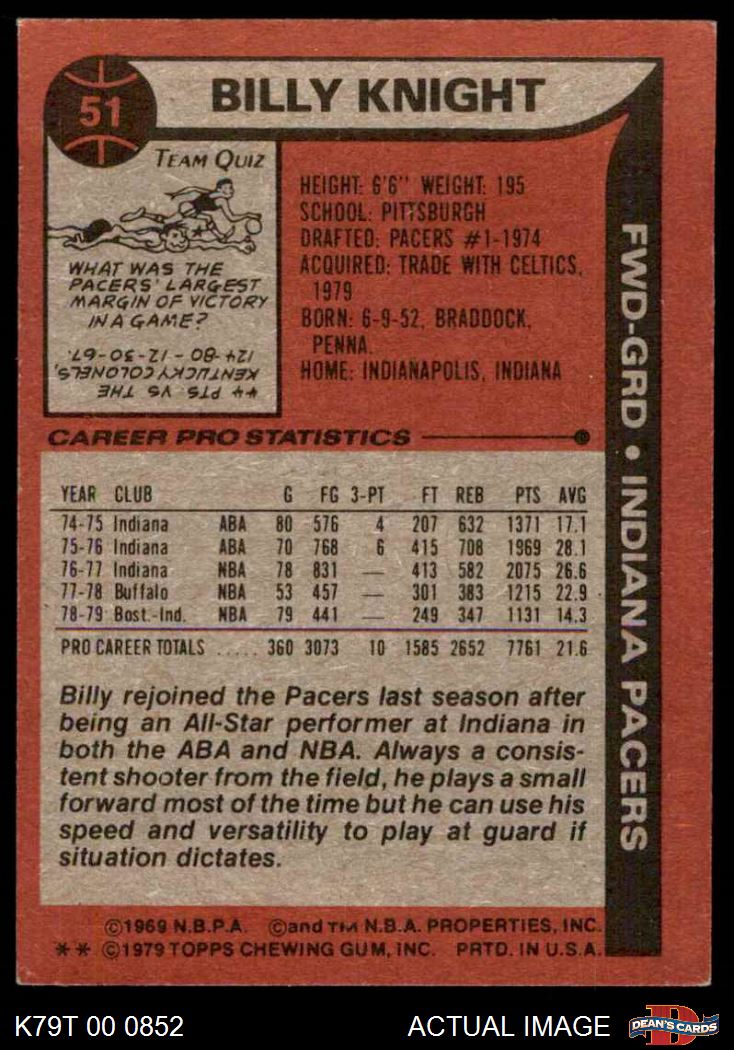 51
BILLY KNIGHT
TEAM QUIZ
WHAT WAS THE
PACERS' LARGEST
MARGIN OF VICTORY
IN A GAME?
44 PTS VS THE
KENTUCKY COLONELS,
124-80 - 12-30-67.
HEIGHT: 6'6" WEIGHT: 195
SCHOOL: PITTSBURGH
DRAFTED: PACERS #1-1974
ACQUIRED: TRADE WITH CELTICS,
1979
BORN: 6-9-52, BRADDOCK,
PENNA.
HOME: INDIANAPOLIS, INDIANA
FWD-GRD • INDIANA PACERS
CAREER PRO STATISTICS
YEAR CLUB G FG 3-PT FT REB PTS AVG
74-75 Indiana ABA 80 576 4 207 632 1371 17.1
75-76 Indiana ABA 70 768 6 415 708 1969 28.1
76-77 Indiana NBA 78 831 — 413 582 2075 26.6
77-78 Buffalo NBA 53 457 — 301 383 1215 22.9
78-79 Bost.-Ind. NBA 79 441 — 249 347 1131 14.3
PRO CAREER TOTALS ..... 360 3073 10 1585 2652 7761 21.6
Billy rejoined the Pacers last season after
being an All-Star performer at Indiana in
both the ABA and NBA. Always a consis-
tent shooter from the field, he plays a small
forward most of the time but he can use his
speed and versatility to play at guard if
situation dictates.
©1969 N.B.P.A. ©and TM N.B.A. PROPERTIES, INC.
** ©1979 TOPPS CHEWING GUM, INC. PRTD. IN U.S.A.
K79T 00 0852
ACTUAL IMAGE
D
DEAN'S CARDS